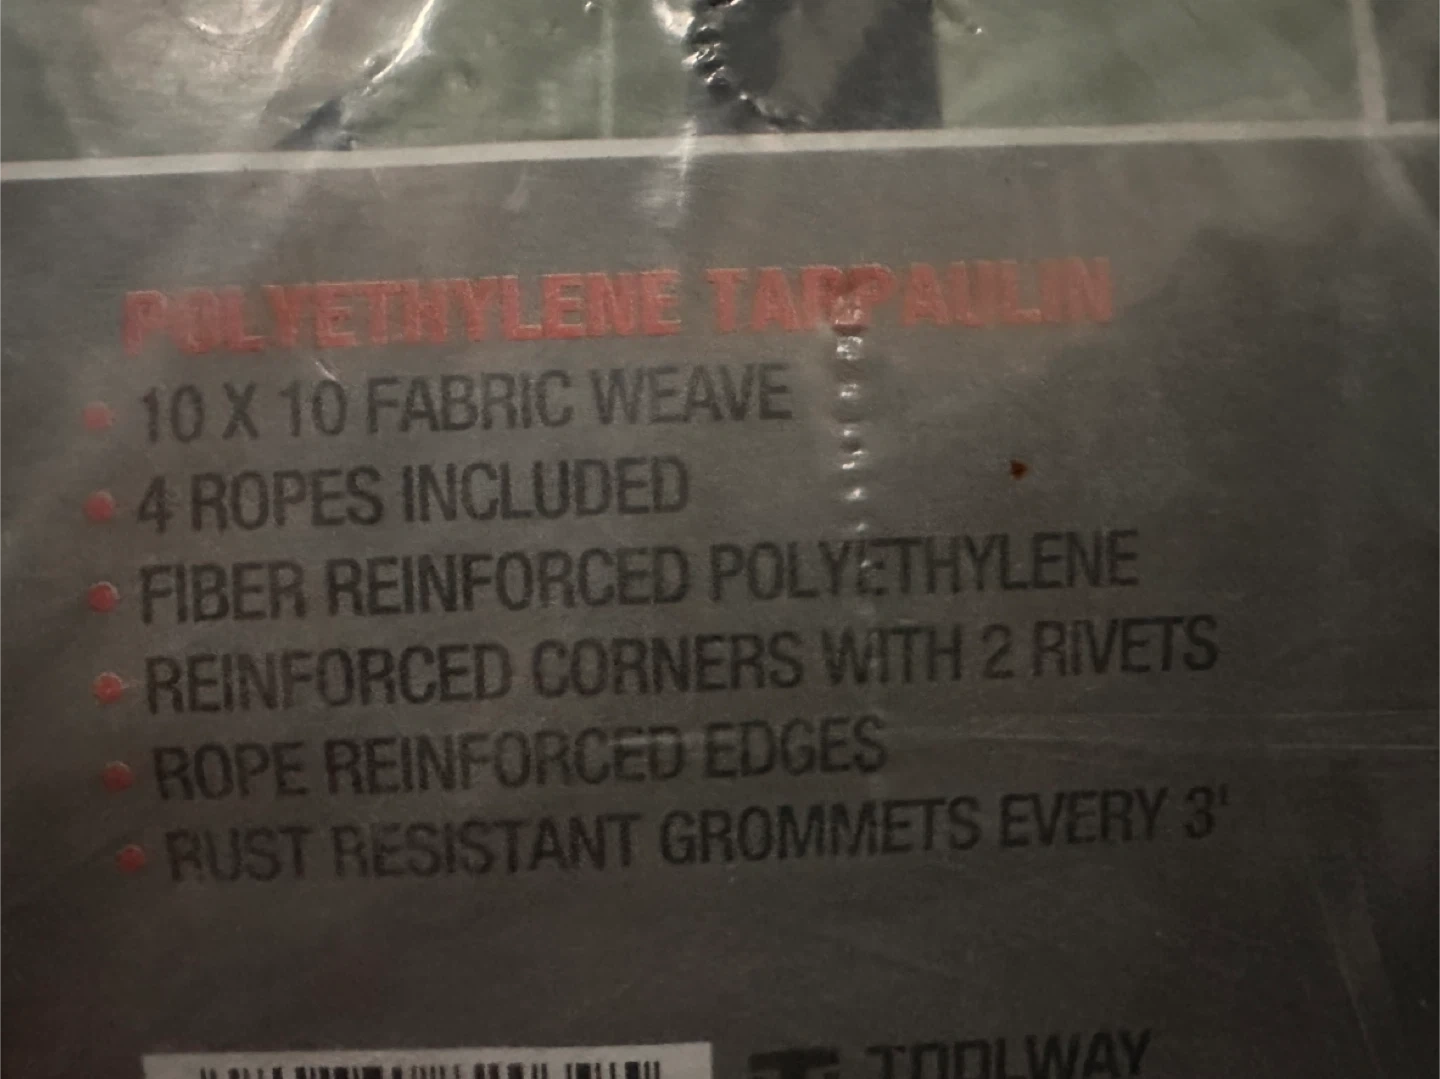 POLYETHYLENE TARPAULIN
• 10 X 10 FABRIC WEAVE
• 4 ROPES INCLUDED
• FIBER REINFORCED POLYETHYLENE
• REINFORCED CORNERS WITH 2 RIVETS
• ROPE REINFORCED EDGES
• RUST RESISTANT GROMMETS EVERY 3'
TOOLWAY